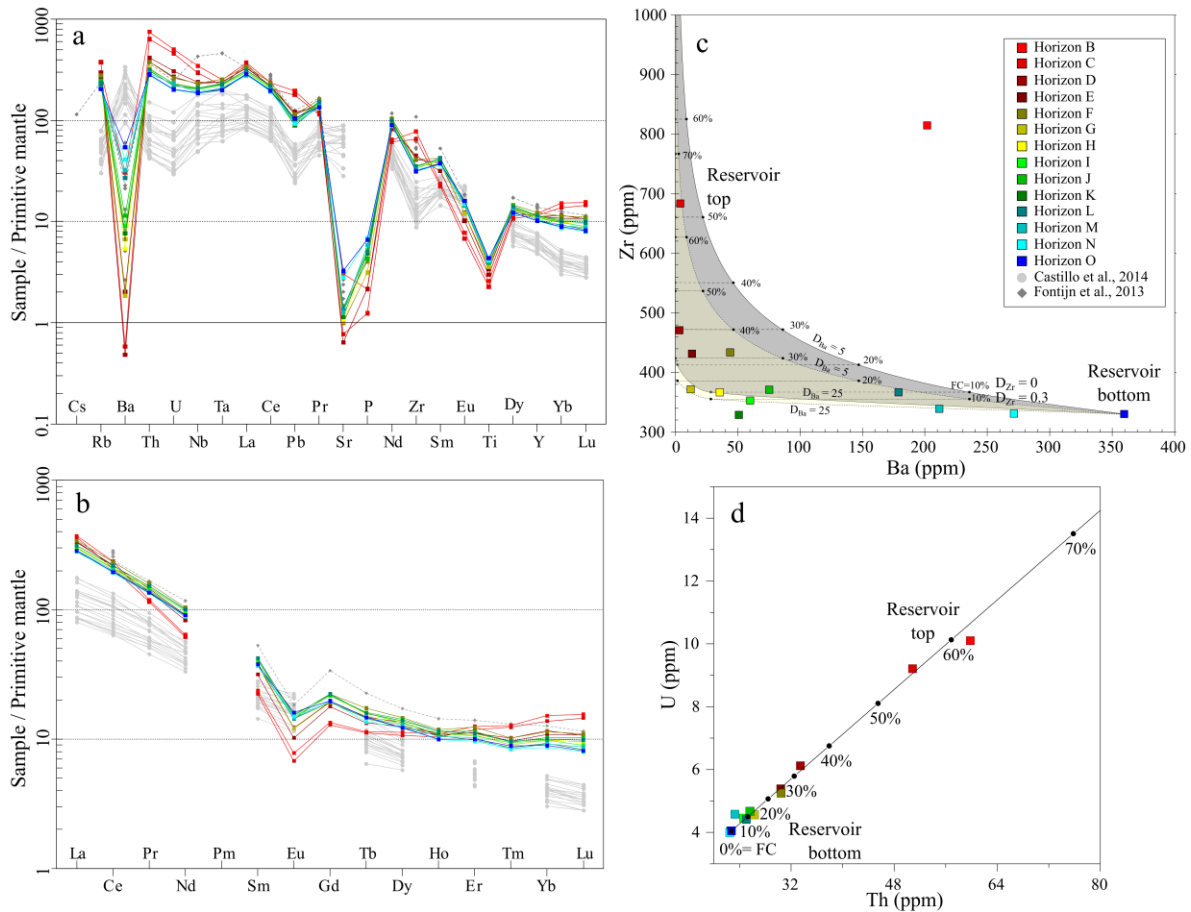 a
Sample / Primitive mantle
1000
100
10
1
0.1
Cs Ba Th U Ta Ce Pr P Zr Eu Dy Yb
Rb Th Nb La Pb Sr Nd Sm Ti Y Lu
b
Sample / Primitive mantle
1000
100
10
1
La Pr Pm Eu Tb Ho Tm Lu
Ce Nd Sm Gd Dy Er Yb
c
Zr (ppm)
1000
900
800
700
600
500
400
300
60%
70%
Reservoir
top
50%
60%
40%
50%
30%
40%
D_Ba = 5
30%
20%
D_Ba = 5
20%
FC=10% D_Zr = 0
10% D_Zr = 0.3
D_Ba = 25
D_Ba = 25
Reservoir
bottom
0 50 100 150 200 250 300 350 400
Ba (ppm)
Horizon B
Horizon C
Horizon D
Horizon E
Horizon F
Horizon G
Horizon H
Horizon I
Horizon J
Horizon K
Horizon L
Horizon M
Horizon N
Horizon O
Castillo et al., 2014
Fontijn et al., 2013
d
U (ppm)
14
12
10
8
6
4
70%
Reservoir
top
60%
50%
40%
30%
20%
10%
0%= FC
Reservoir
bottom
32 48 64 80
Th (ppm)